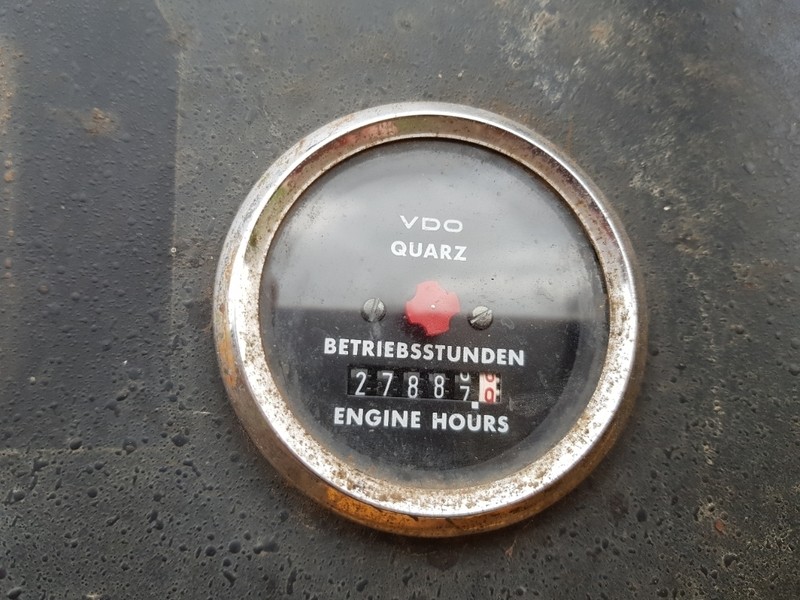 VDO
QUARZ
BETRIEBSSTUNDEN
278870
ENGINE HOURS